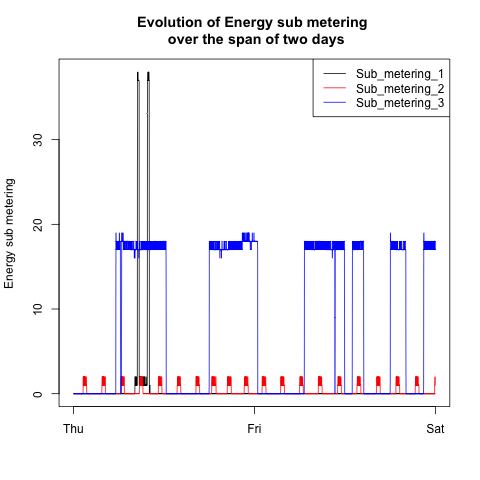 Evolution of Energy sub metering
over the span of two days
Sub_metering_1
Sub_metering_2
Sub_metering_3
Energy sub metering
30
20
10
0
Thu Fri Sat